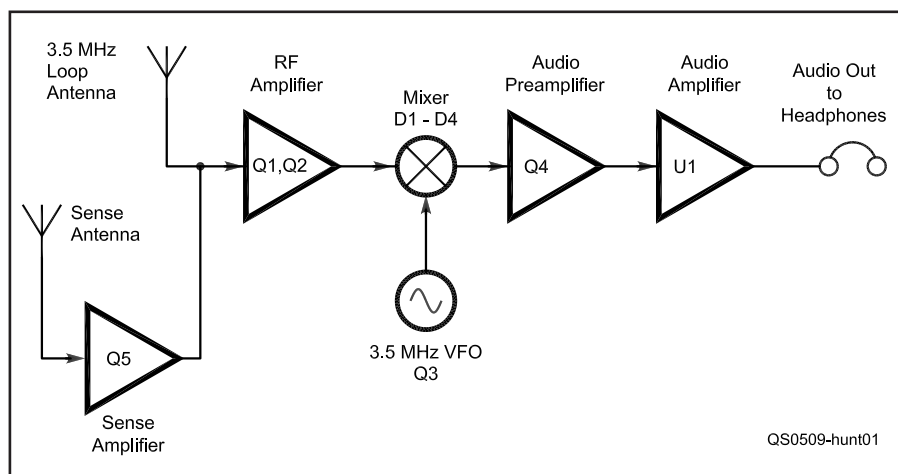 3.5 MHz
Loop
Antenna
RF
Amplifier
Mixer
D1 - D4
Audio
Preamplifier
Audio
Amplifier
Audio Out
to
Headphones
Q1,Q2
Q4
U1
Sense
Antenna
Q5
Sense
Amplifier
3.5 MHz VFO
Q3
QS0509-hunt01